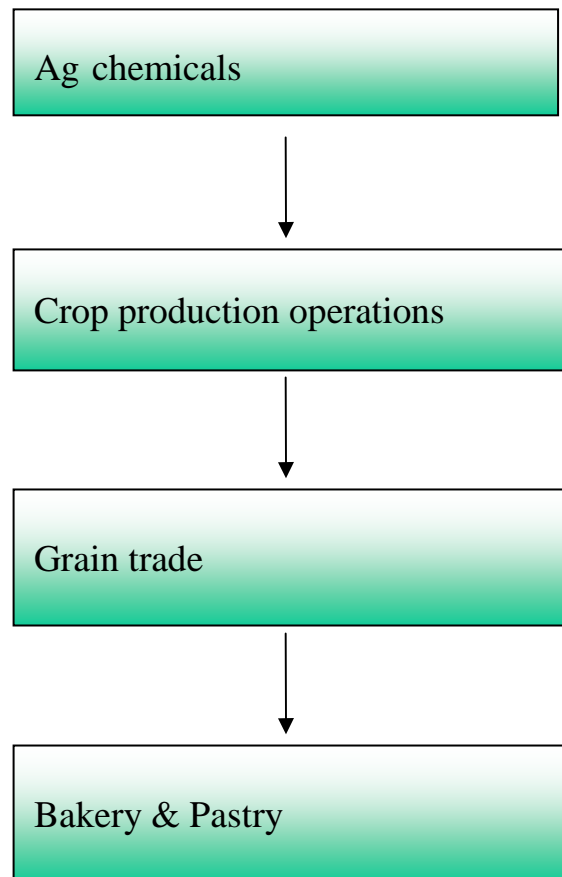 Ag chemicals
Crop production operations
Grain trade
Bakery & Pastry